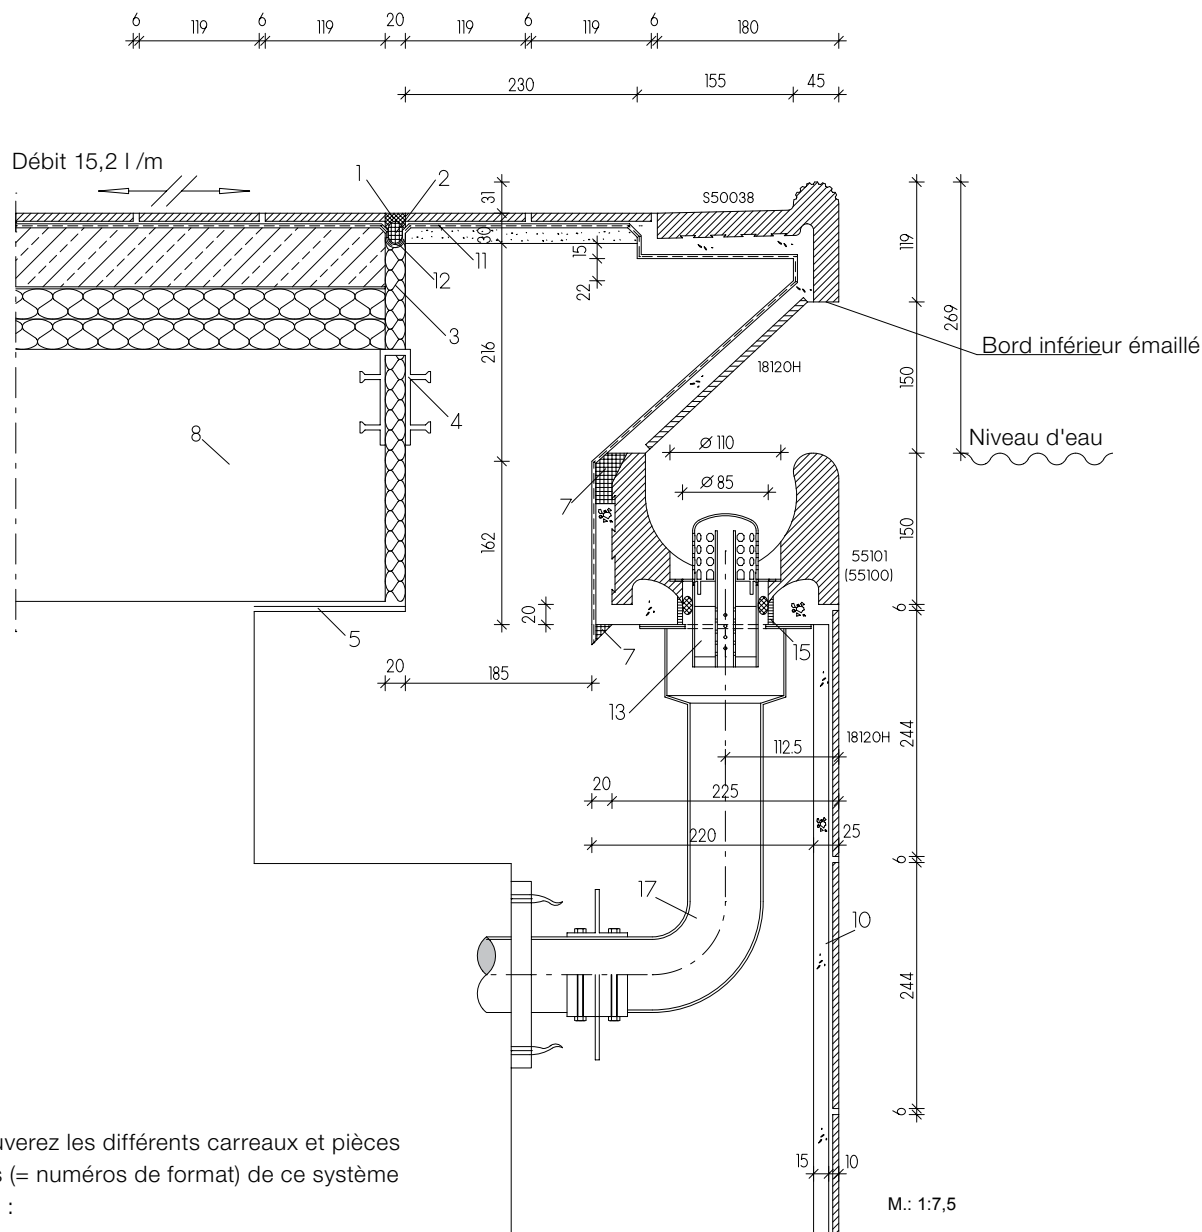 6 119 6 119 20 119 6 119 6 180
230 155 45
Débit 15,2 l /m
1
2
S50038
31
119
30
15
11
12
22
3
269
Bord inférieur émaillé
216
18120H
150
4
8
Niveau d'eau
Ø 110
Ø 85
7
150
162
55101
(55100)
6
20
5
7
15
20 185
13
18120H
244
112.5
20 225
220 25
6
17
10
244
6
uverez les différents carreaux et pièces
s (= numéros de format) de ce système
:
15 10
M.: 1:7,5